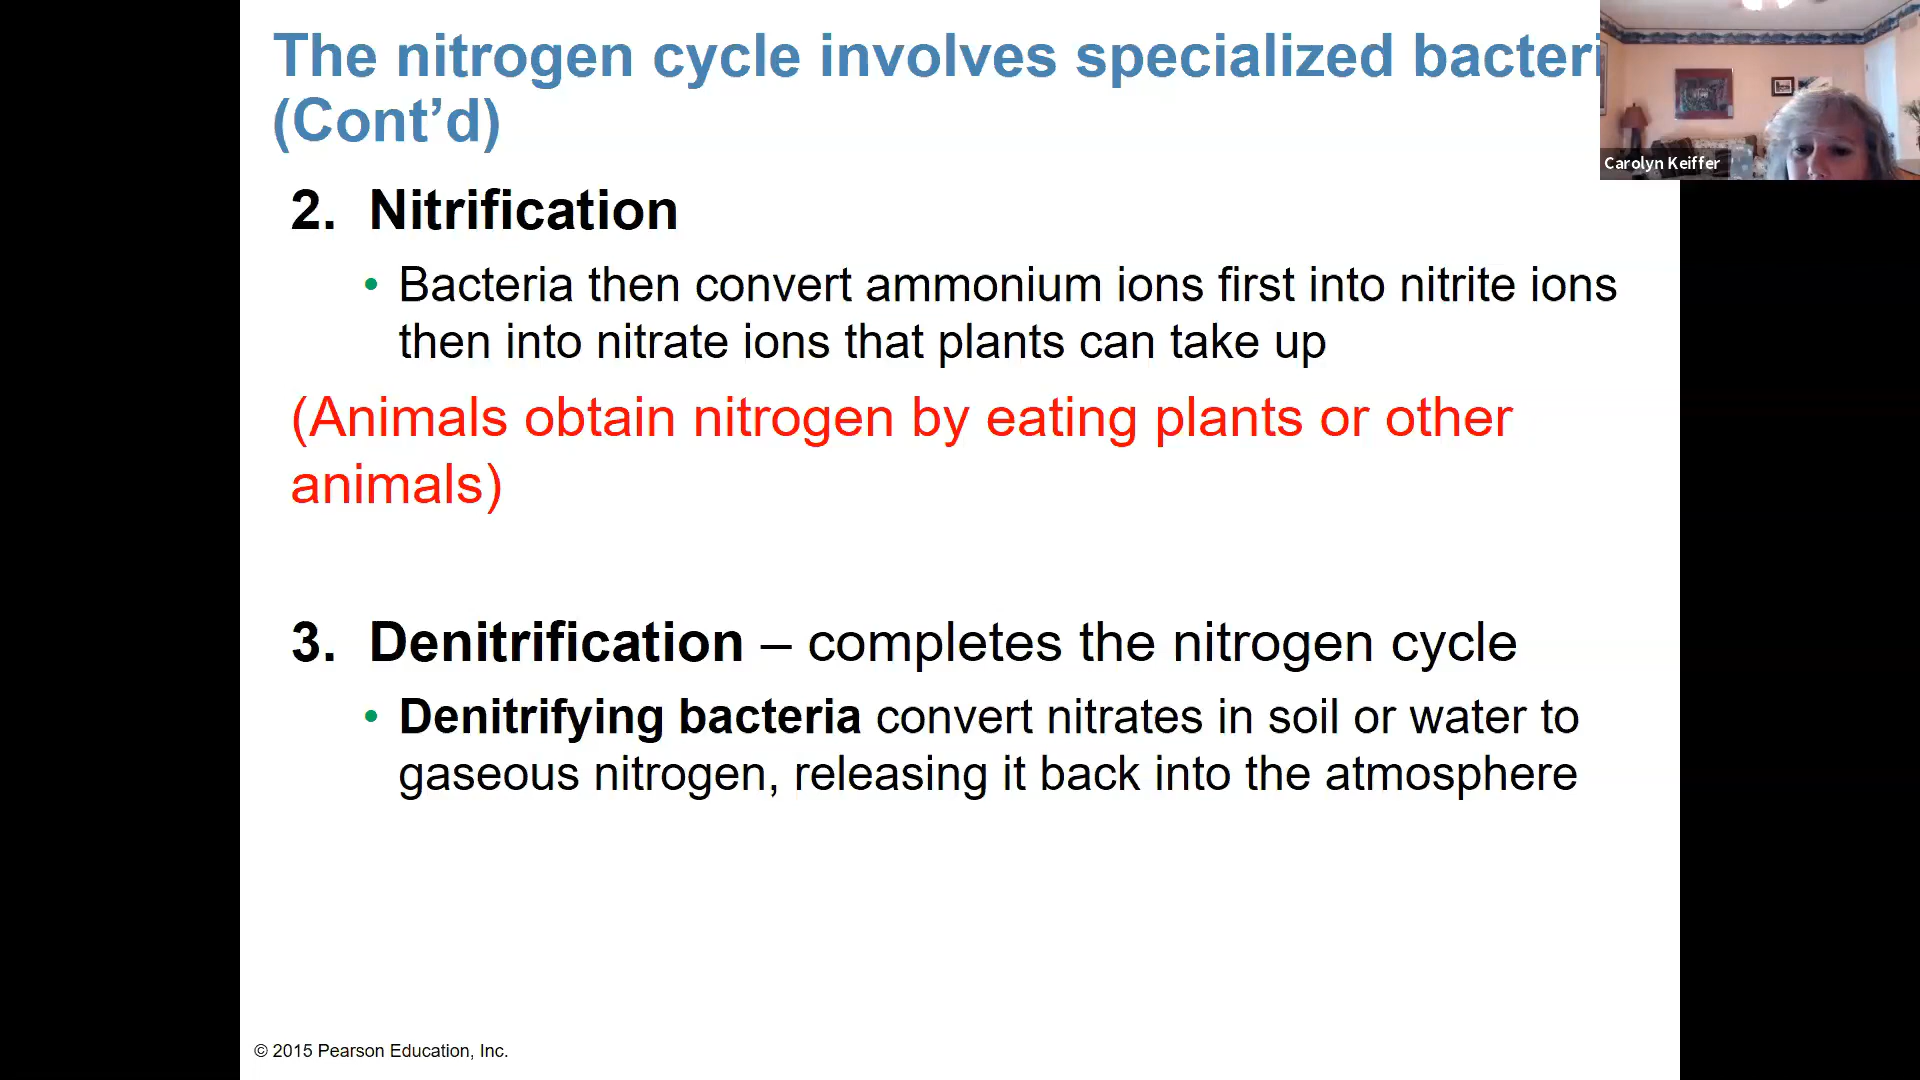 The nitrogen cycle involves specialized bacteri
(Cont’d)
Carolyn Keiffer
2. Nitrification
• Bacteria then convert ammonium ions first into nitrite ions
then into nitrate ions that plants can take up
(Animals obtain nitrogen by eating plants or other
animals)
3. Denitrification – completes the nitrogen cycle
• Denitrifying bacteria convert nitrates in soil or water to
gaseous nitrogen, releasing it back into the atmosphere
© 2015 Pearson Education, Inc.